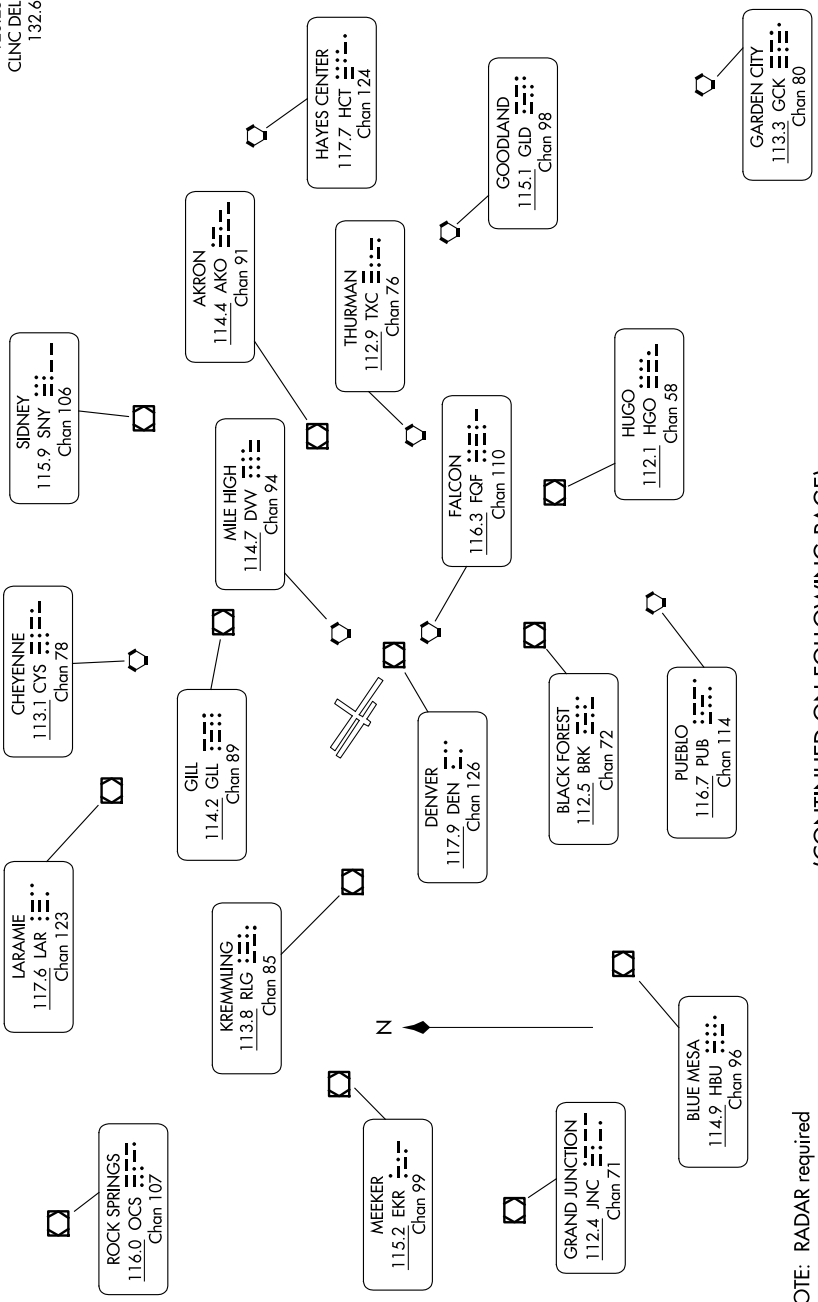 CLNC DEL
132.6
LARAMIE
117.6 LAR
Chan 123
CHEYENNE
113.1 CYS
Chan 78
SIDNEY
115.9 SNY
Chan 106
ROCK SPRINGS
116.0 OCS
Chan 107
GILL
114.2 GLL
Chan 89
AKRON
114.4 AKO
Chan 91
KREMMLING
113.8 RLG
Chan 85
MILE HIGH
114.7 DVV
Chan 94
HAYES CENTER
117.7 HCT
Chan 124
THURMAN
112.9 TXC
Chan 76
N
MEEKER
115.2 EKR
Chan 99
DENVER
117.9 DEN
Chan 126
FALCON
116.3 FQF
Chan 110
GOODLAND
115.1 GLD
Chan 98
GRAND JUNCTION
112.4 JNC
Chan 71
BLACK FOREST
112.5 BRK
Chan 72
HUGO
112.1 HGO
Chan 58
BLUE MESA
114.9 HBU
Chan 96
PUEBLO
116.7 PUB
Chan 114
GARDEN CITY
113.3 GCK
Chan 80
OTE: RADAR required
(CONTINUED ON FOLLOWING PAGE)